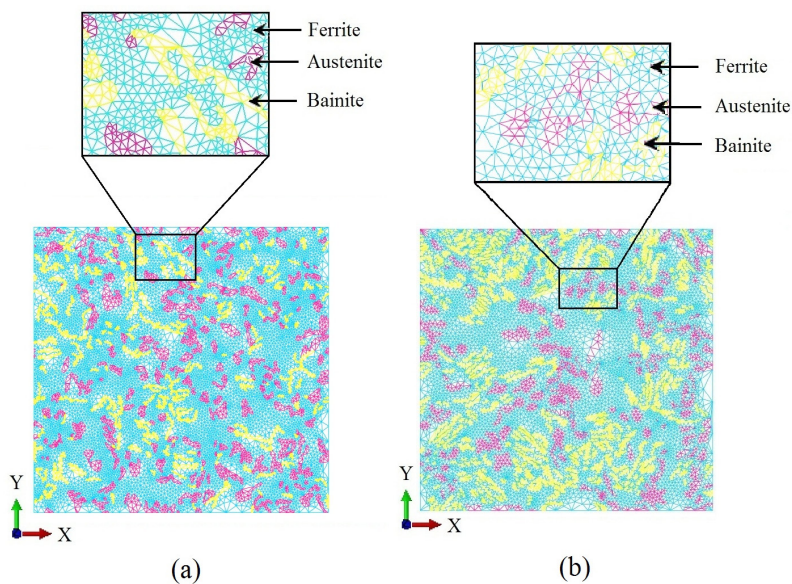 Ferrite
Austenite
Bainite
Ferrite
Austenite
Bainite
Y
X
(a)
Y
X
(b)